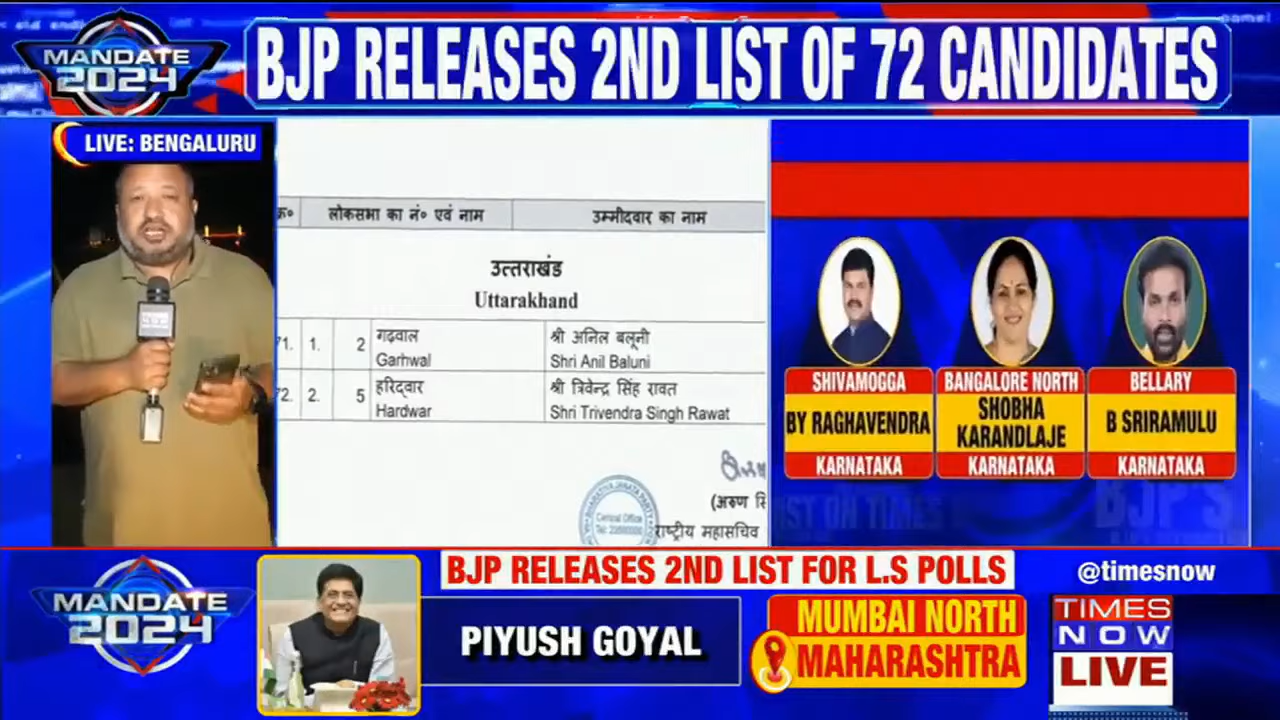 MANDATE
2024
BJP RELEASES 2ND LIST OF 72 CANDIDATES
LIVE: BENGALURU
लोकसभा का नं० एवं नाम
उम्मीदवार का नाम
उत्तराखंड
Uttarakhand
71. 1. 2 गढ़वाल श्री अनिल बलूनी
Garhwal Shri Anil Baluni
72. 2. 5 हरिद्वार श्री त्रिवेन्द्र सिंह रावत
Hardwar Shri Trivendra Singh Rawat
Central Office
(अरुण सि
राष्ट्रीय महासचिव
SHIVAMOGGA
BY RAGHAVENDRA
KARNATAKA
BANGALORE NORTH
SHOBHA
KARANDLAJE
KARNATAKA
BELLARY
B SRIRAMULU
KARNATAKA
MANDATE
2024
BJP RELEASES 2ND LIST FOR L.S POLLS
PIYUSH GOYAL
MUMBAI NORTH
MAHARASHTRA
@timesnow
TIMES
NOW
LIVE